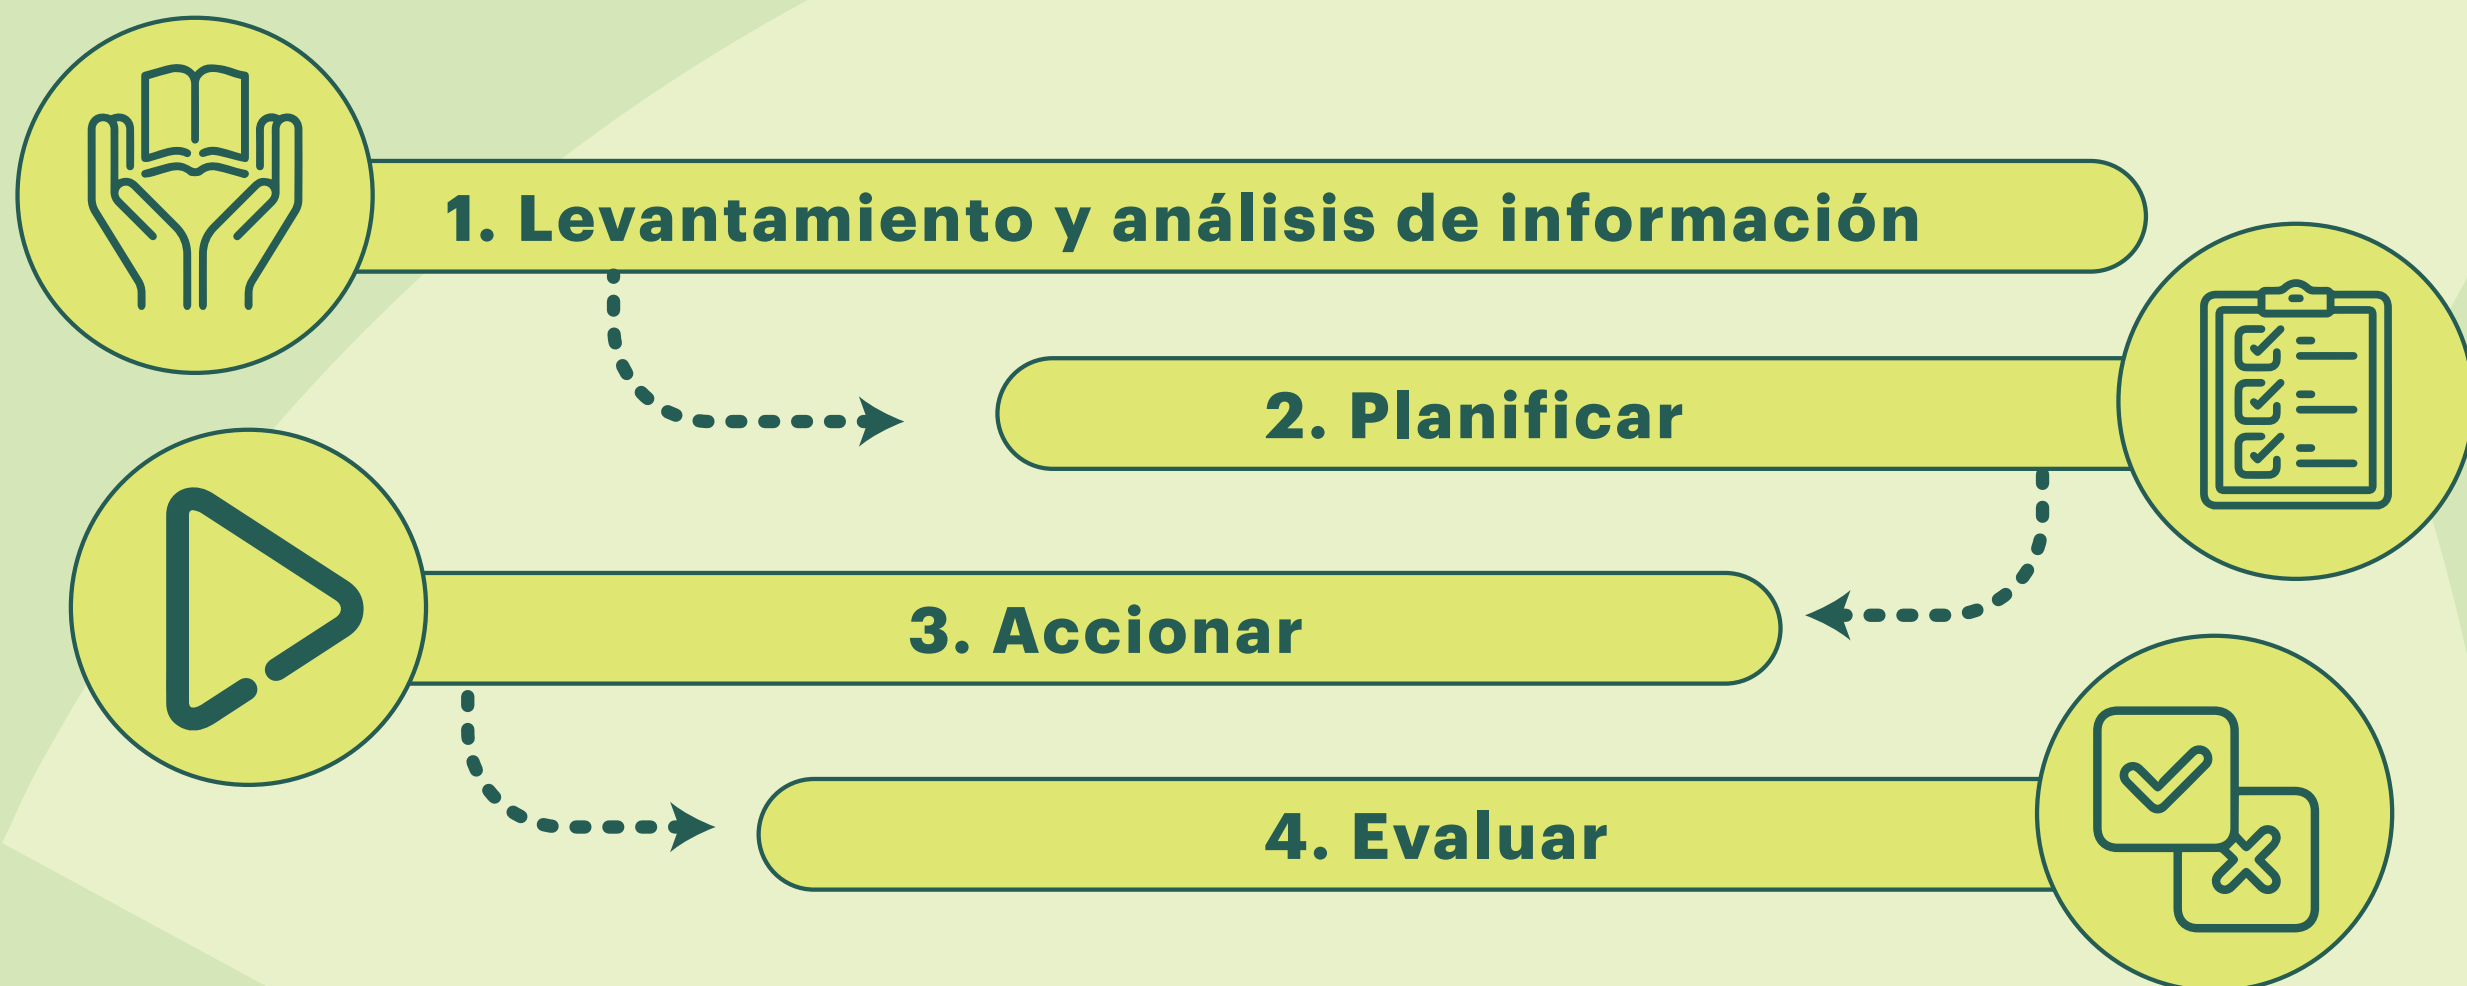 1. Levantamiento y análisis de información
2. Planificar
3. Accionar
4. Evaluar